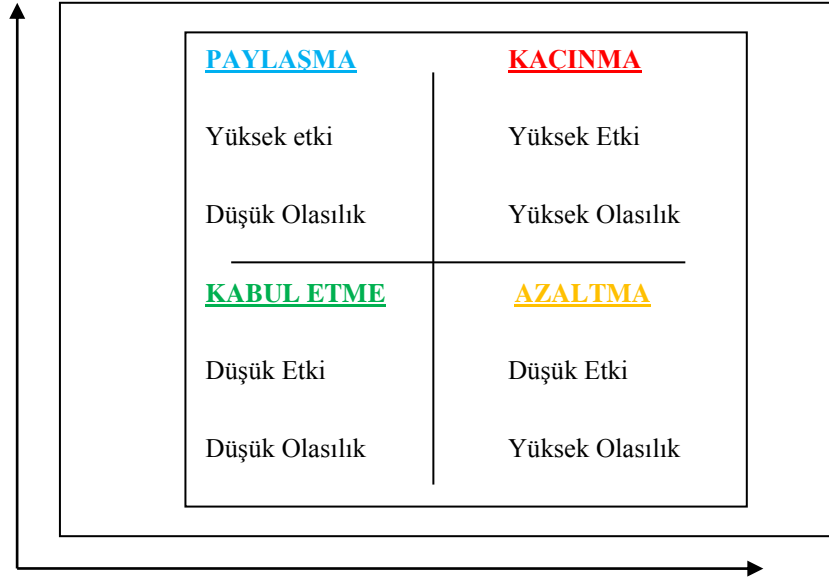 PAYLAŞMA
Yüksek etki
Düşük Olasılık
KAÇINMA
Yüksek Etki
Yüksek Olasılık
KABUL ETME
Düşük Etki
Düşük Olasılık
AZALTMA
Düşük Etki
Yüksek Olasılık